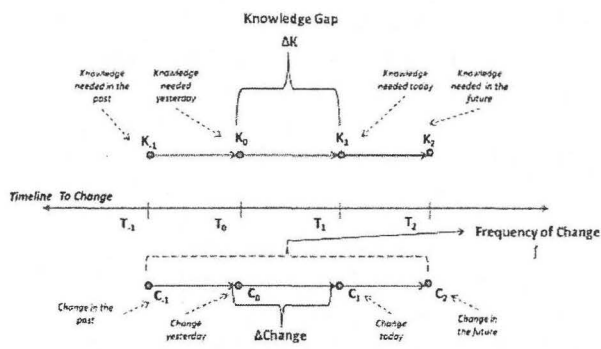 Knowledge Gap
ΔK
Knowledge
needed in the
past
Knowledge
needed
yesterday
Knowledge
needed today
Knowledge
needed in the
future
K-1
K0
K1
K2
Timeline To Change
T-1
T0
T1
T2
Frequency of Change
f
C-1
C0
C1
C2
Change in the
past
Change
yesterday
ΔChange
Change
today
Change in
the future